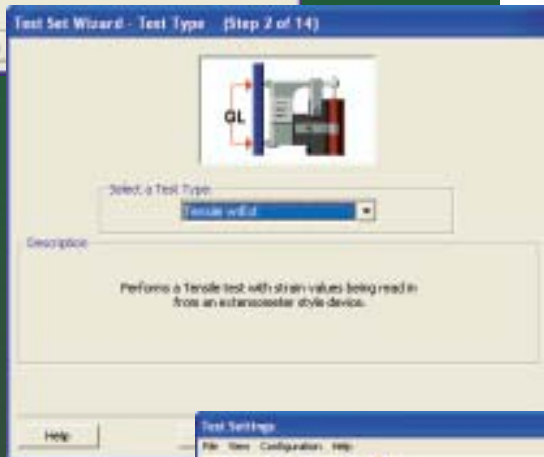 Test Set Wizard - Test Type (Step 2 of 14)
GL
Select a Test Type
Tensile w/Ext
Description
Performs a Tensile test with strain values being read in
from an extensometer style device.
Help
Test Settings
File View Configuration Help